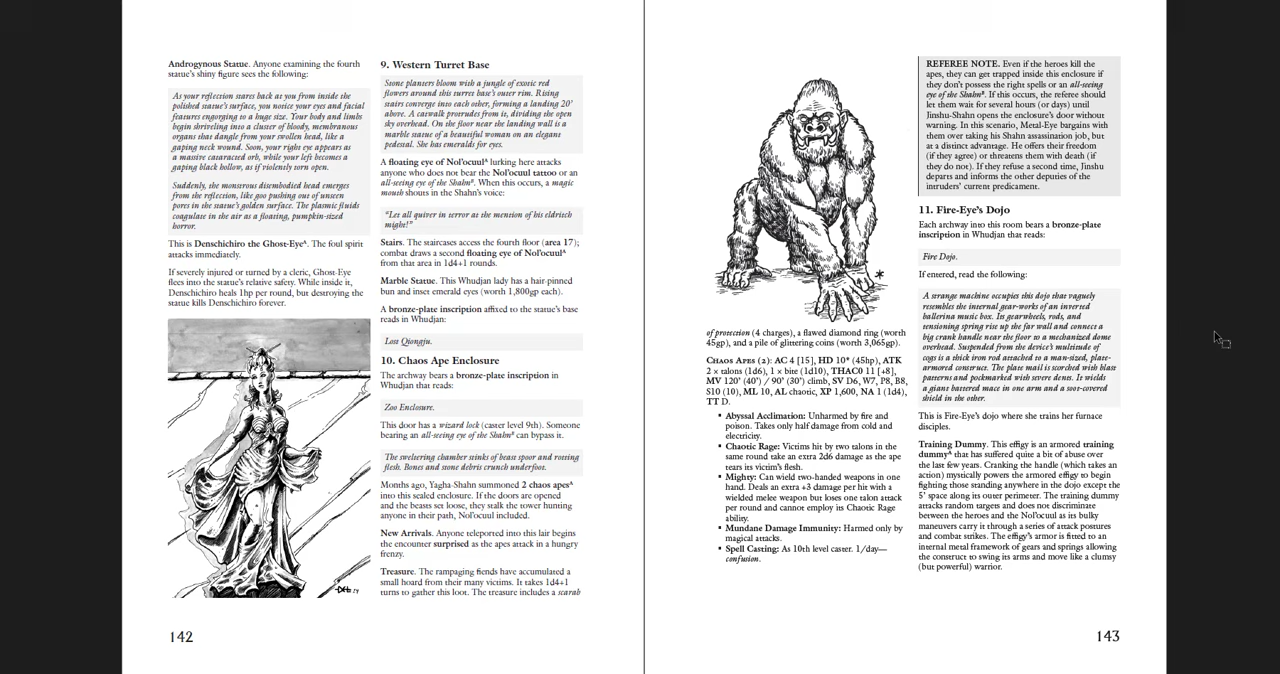 Androgynous Statue. Anyone examining the fourth
statue's shiny figure sees the following:
As your reflection stares back at you from inside the
polished statue's surface, you notice your eyes and facial
features engorging to a huge size. Your body and limbs
begin shriveling into a cluster of bloody, membranous
organs that dangle from your swollen head, like a
gaping neck wound. Soon, your right eye appears as
a massive cataracted orb, while your left becomes a
gaping black hollow, as if violently torn open.
Suddenly, the monstrous disembodied head emerges
from the reflection, like goo pushing out of unseen
pores in the statue's golden surface. The plasmic fluids
coagulate in the air as a floating, pumpkin-sized
horror.
This is Denschichiro the Ghost-Eyeᴬ. The foul spirit
attacks immediately.
If severely injured or turned by a cleric, Ghost-Eye
flees into the statue's relative safety. While inside it,
Denschichiro heals 1hp per round, but destroying the
statue kills Denschichiro forever.
142
9. Western Turret Base
Stone planters bloom with a jungle of exotic red
flowers around this turret base's outer rim. Rising
stairs converge into each other, forming a landing 20'
above. A catwalk protrudes from it, dividing the open
sky overhead. On the floor near the landing wall is a
marble statue of a beautiful woman on an elegant
pedestal. She has emeralds for eyes.
A floating eye of Nol'ocuulᴬ lurking here attacks
anyone who does not bear the Nol'ocuul tattoo or an
all-seeing eye of the Shahnᴮ. When this occurs, a magic
mouth shouts in the Shahn's voice:
"Let all quiver in terror at the mention of his eldritch
might!"
Stairs. The staircases access the fourth floor (area 17);
combat draws a second floating eye of Nol'ocuulᴬ
from that area in 1d4+1 rounds.
Marble Statue. This Whudjan lady has a hair-pinned
bun and inset emerald eyes (worth 1,800gp each).
A bronze-plate inscription affixed to the statue's base
reads in Whudjan:
Lost Qiongju.
10. Chaos Ape Enclosure
The archway bears a bronze-plate inscription in
Whudjan that reads:
Zoo Enclosure.
This door has a wizard lock (caster level 9th). Someone
bearing an all-seeing eye of the Shahnᴮ can bypass it.
The sweltering chamber stinks of beast spoor and rotting
flesh. Bones and stone debris crunch underfoot.
Months ago, Yagha-Shahn summoned 2 chaos apesᴬ
into this sealed enclosure. If the doors are opened
and the beasts set loose, they stalk the tower hunting
anyone in their path, Nol'ocuul included.
New Arrivals. Anyone teleported into this lair begins
the encounter surprised as the apes attack in a hungry
frenzy.
Treasure. The rampaging fiends have accumulated a
small hoard from their many victims. It takes 1d4+1
turns to gather this loot. The treasure includes a scarab
of protection (4 charges), a flawed diamond ring (worth
45gp), and a pile of glittering coins (worth 3,065gp).
Chaos Apes (2): AC 4 [15], HD 10* (45hp), ATK
2 × talons (1d6), 1 × bite (1d10), THAC0 11 [+8],
MV 120' (40') / 90' (30') climb, SV D6, W7, P8, B8,
S10 (10), ML 10, AL chaotic, XP 1,600, NA 1 (1d4),
TT D.
▪ Abyssal Acclimation: Unharmed by fire and
poison. Takes only half damage from cold and
electricity.
▪ Chaotic Rage: Victims hit by two talons in the
same round take an extra 2d6 damage as the ape
tears its victim's flesh.
▪ Mighty: Can wield two-handed weapons in one
hand. Deals an extra +3 damage per hit with a
wielded melee weapon but loses one talon attack
per round and cannot employ its Chaotic Rage
ability.
▪ Mundane Damage Immunity: Harmed only by
magical attacks.
▪ Spell Casting: As 10th level caster. 1/day—
confusion.
REFEREE NOTE. Even if the heroes kill the
apes, they can get trapped inside this enclosure if
they don't possess the right spells or an all-seeing
eye of the Shahnᴮ. If this occurs, the referee should
let them wait for several hours (or days) until
Jinshu-Shahn opens the enclosure's door without
warning. In this scenario, Metal-Eye bargains with
them over taking his Shahn assassination job, but
at a distinct advantage. He offers their freedom
(if they agree) or threatens them with death (if
they do not). If they refuse a second time, Jinshu
departs and informs the other deputies of the
intruders' current predicament.
11. Fire-Eye's Dojo
Each archway into this room bears a bronze-plate
inscription in Whudjan that reads:
Fire Dojo.
If entered, read the following:
A strange machine occupies this dojo that vaguely
resembles the internal gear-works of an inverted
ballerina music box. Its gearwheels, rods, and
tensioning spring rise up the far wall and connect a
big crank handle near the floor to a mechanized dome
overhead. Suspended from the device's multitude of
cogs is a thick iron rod attached to a man-sized, plate-
armored construct. The plate mail is scorched with blast
patterns and pockmarked with severe dents. It wields
a giant battered mace in one arm and a soot-covered
shield in the other.
This is Fire-Eye's dojo where she trains her furnace
disciples.
Training Dummy. This effigy is an armored training
dummyᴬ that has suffered quite a bit of abuse over
the last few years. Cranking the handle (which takes an
action) mystically powers the armored effigy to begin
fighting those standing anywhere in the dojo except the
5' space along its outer perimeter. The training dummy
attacks random targets and does not discriminate
between the heroes and the Nol'ocuul as its bulky
maneuvers carry it through a series of attack postures
and combat strikes. The effigy's armor is fitted to an
internal metal framework of gears and springs allowing
the construct to swing its arms and move like a clumsy
(but powerful) warrior.
143